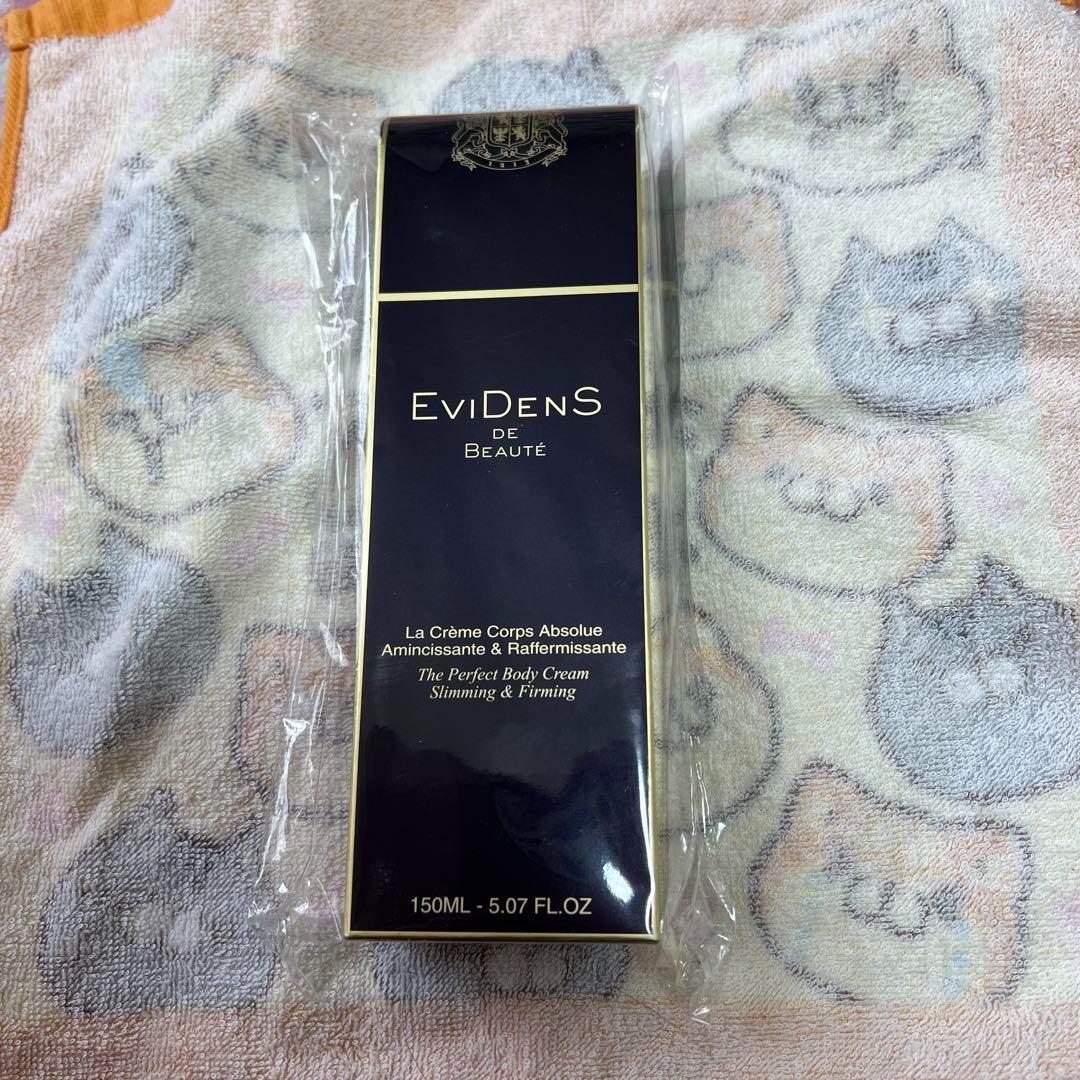 1213
EviDenS
DE
BEAUTÉ
La Crème Corps Absolue
Amincissante & Raffermissante
The Perfect Body Cream
Slimming & Firming
150ML - 5.07 FL.OZ